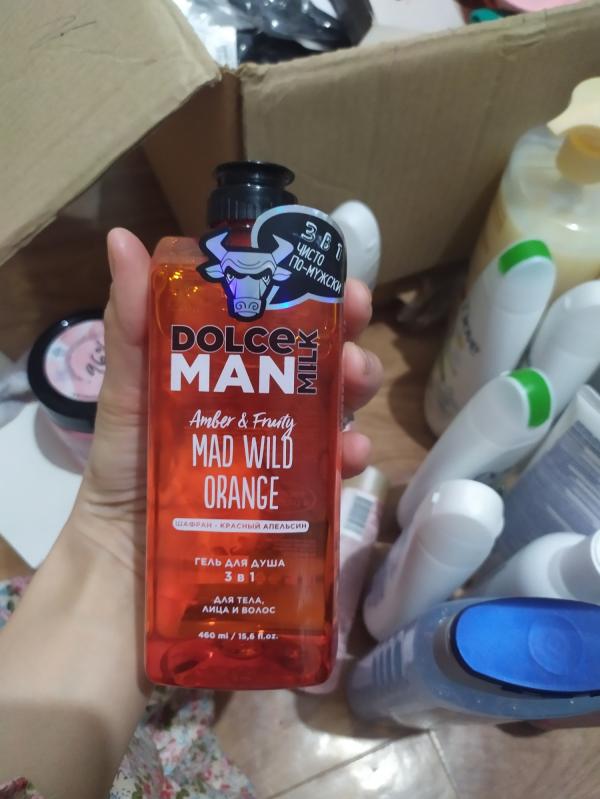 3 В 1
ЧИСТО
ПО-МУЖСКИ
DOLCE
MAN
MILK
Amber & Fruity
MAD WILD
ORANGE
ШАФРАН - КРАСНЫЙ АПЕЛЬСИН
ГЕЛЬ ДЛЯ ДУША
3 в 1
ДЛЯ ТЕЛА,
ЛИЦА И ВОЛОС
460 ml / 15,6 fl.oz.